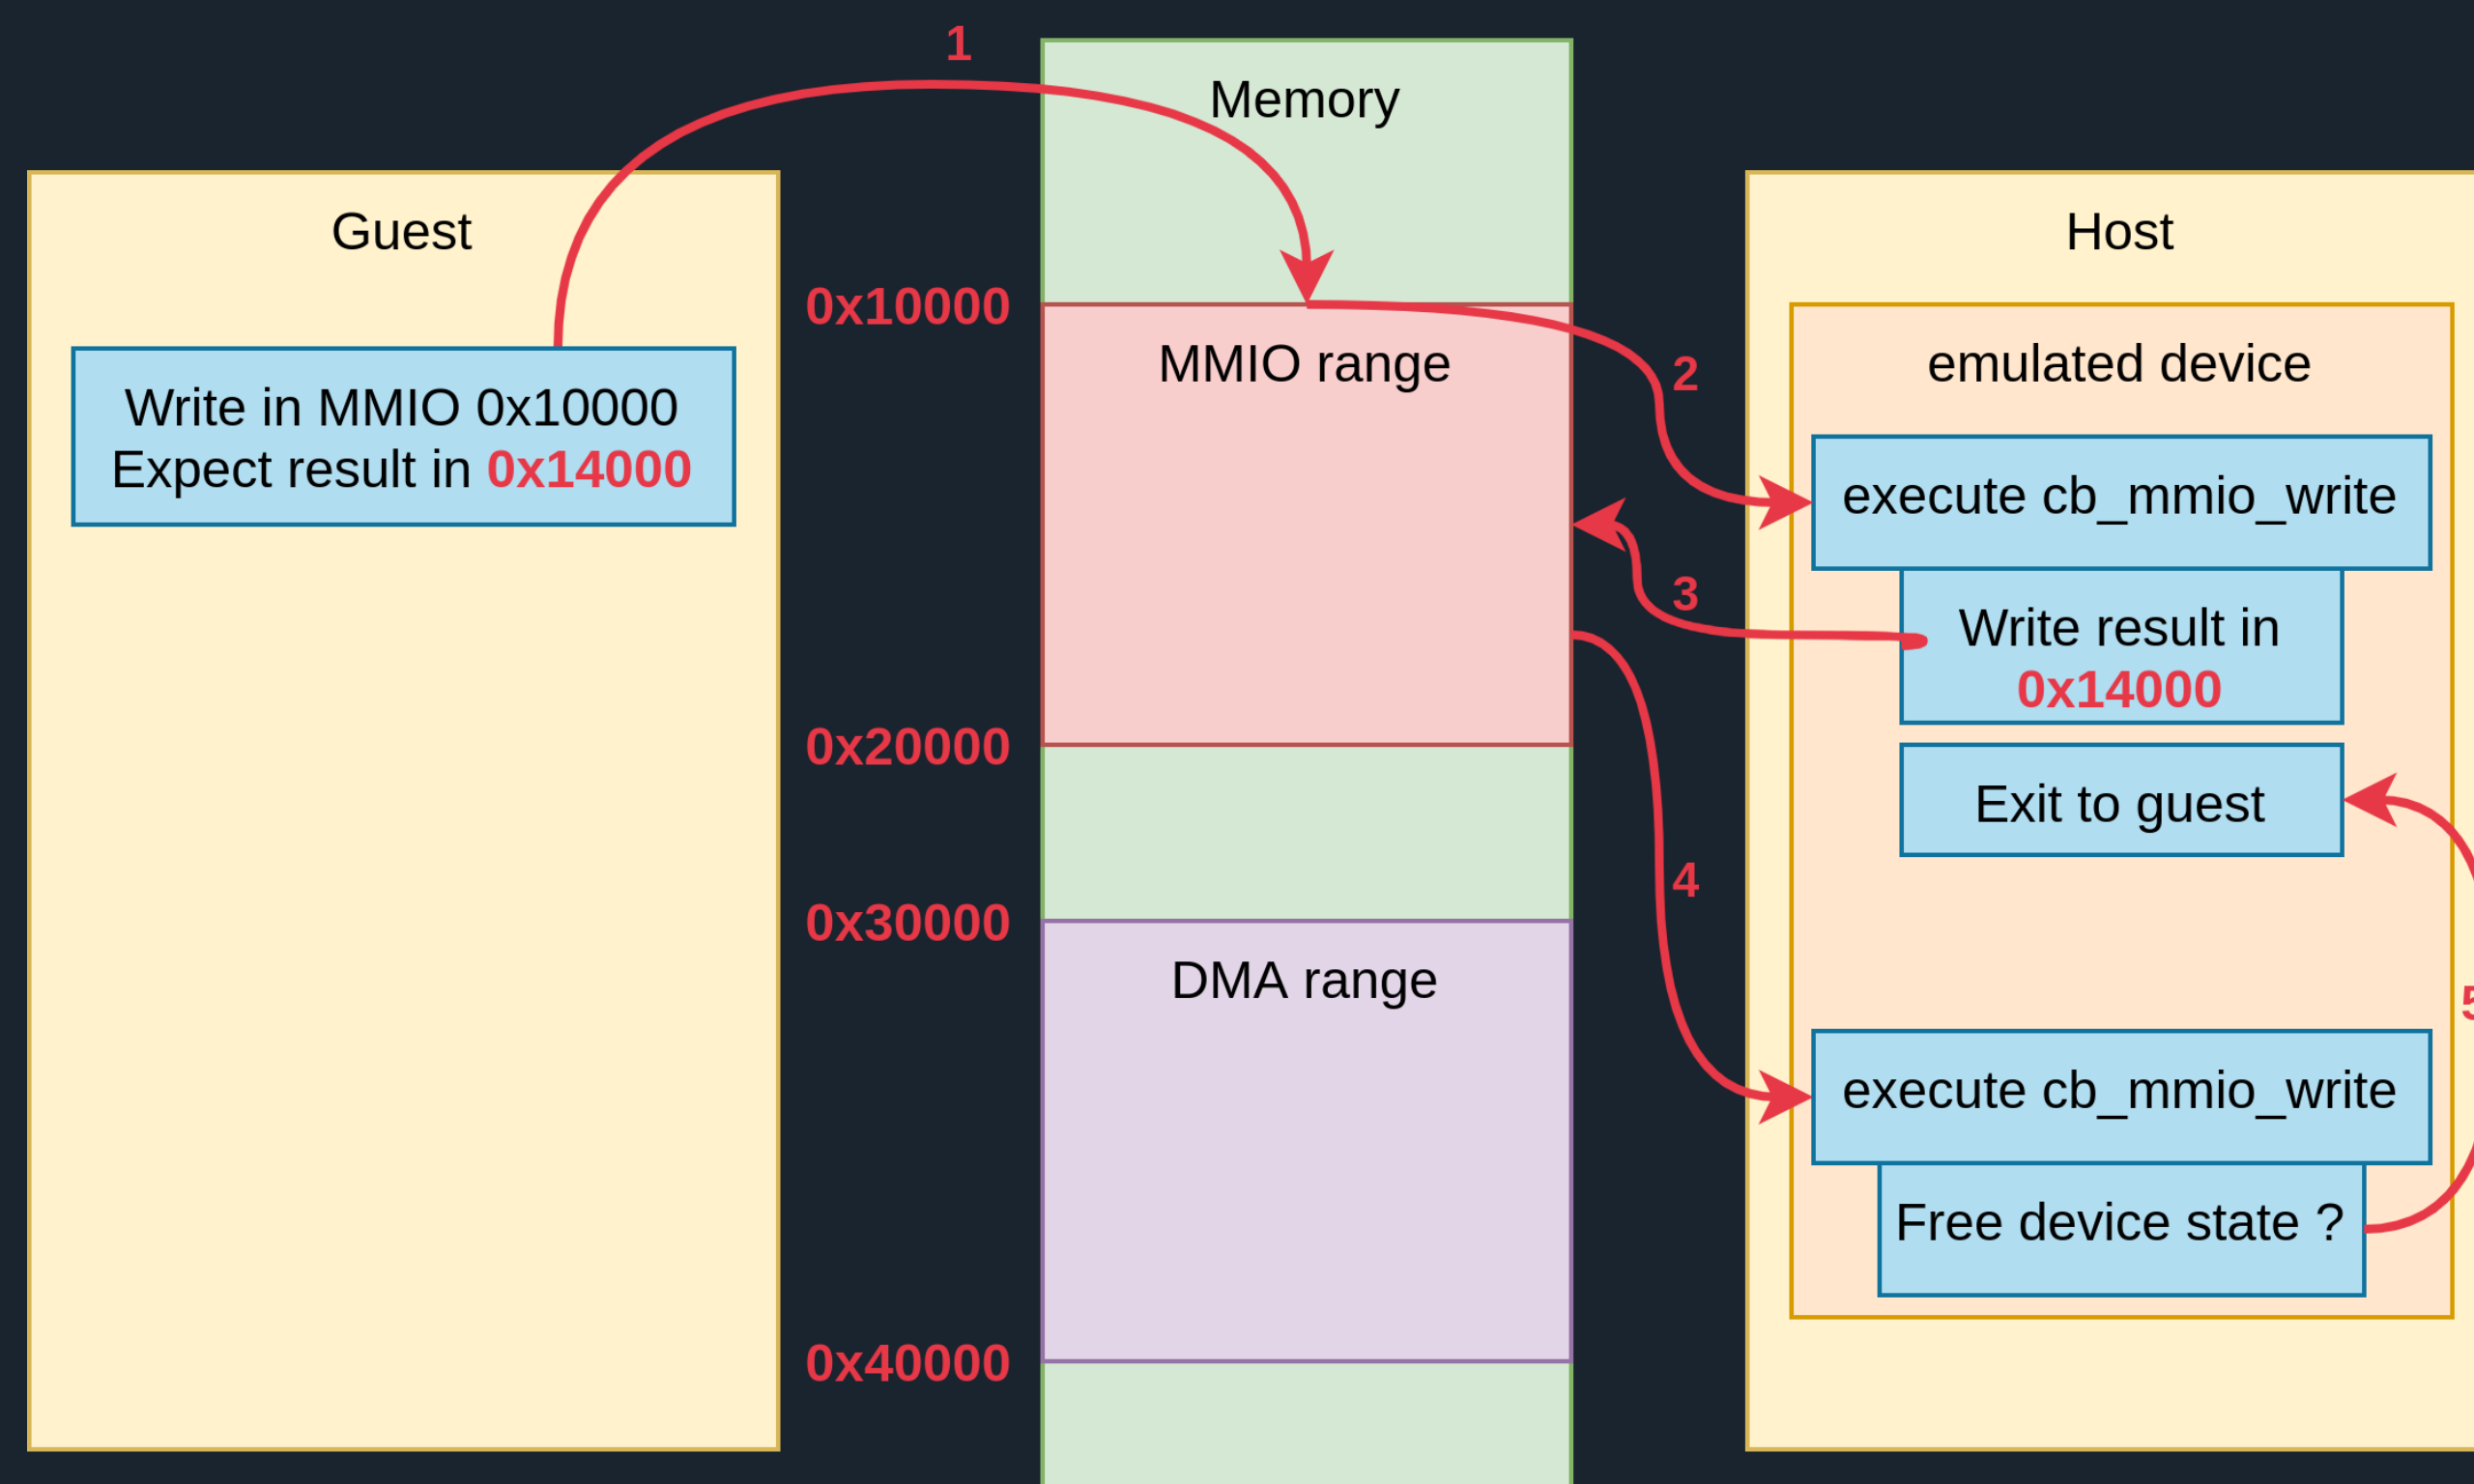 1
Memory
Guest
Write in MMIO 0x10000
Expect result in 0x14000
0x10000
MMIO range
0x20000
0x30000
DMA range
0x40000
2
3
4
Host
emulated device
execute cb_mmio_write
Write result in
0x14000
Exit to guest
5
execute cb_mmio_write
Free device state ?